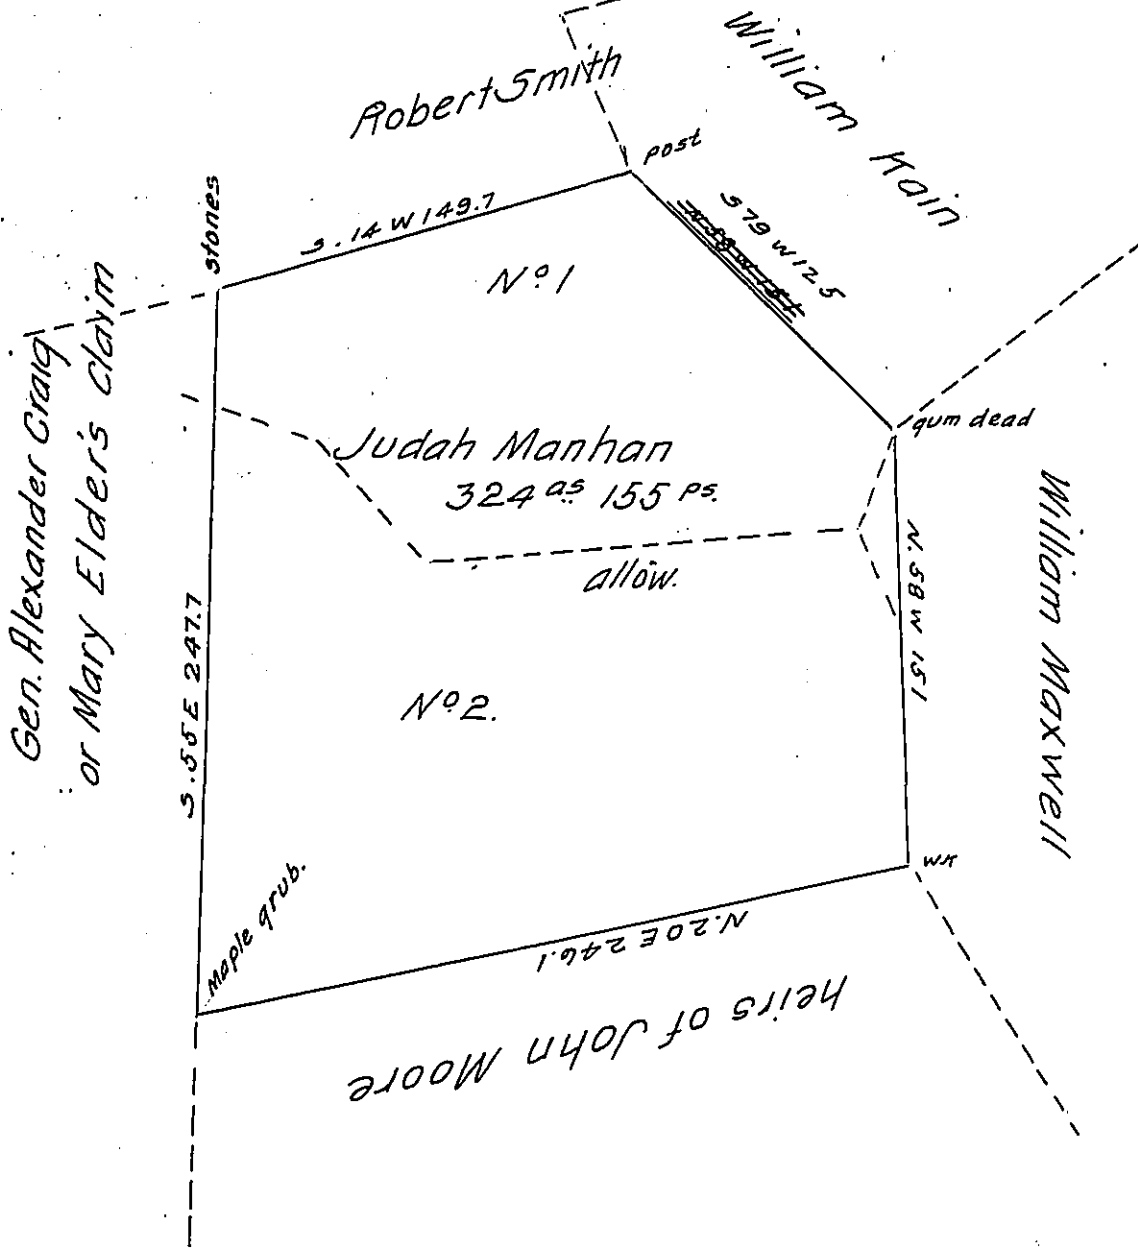 William Kain
Robert Smith
post
stones
S. 14 W 149.7
S 79 W 125
N 58 W 151
No. 1
Gen. Alexander Craig
or Mary Elder's Claim
Judah Manhan
324 as 155 ps.
gum dead
allow.
N. 58 W 151
William Maxwell
S. 55 E 247.7
No. 2.
Maple grub.
WK
N. 20 E 246.1
heirs of John Moore